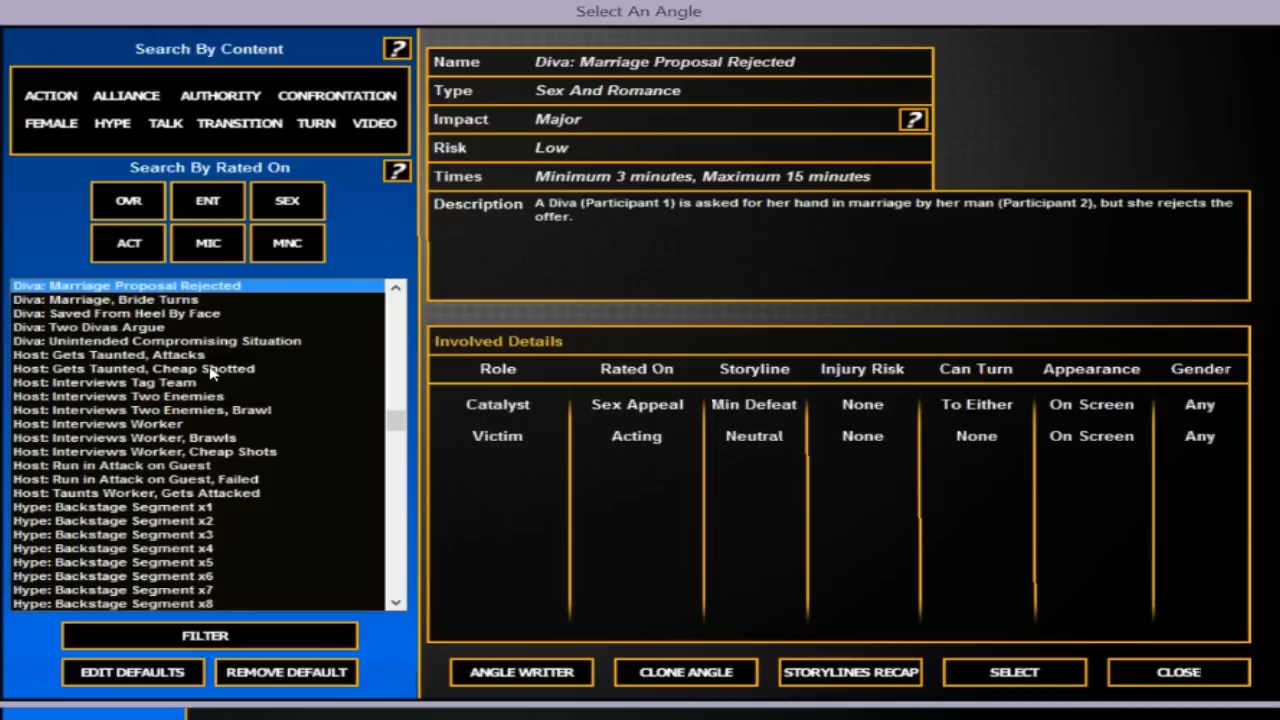 Select An Angle
Search By Content
?
ACTION ALLIANCE AUTHORITY CONFRONTATION
FEMALE HYPE TALK TRANSITION TURN VIDEO
Search By Rated On
?
OVR ENT SEX
ACT MIC MNC
Diva: Marriage Proposal Rejected
Diva: Marriage, Bride Turns
Diva: Saved From Heel By Face
Diva: Two Divas Argue
Diva: Unintended Compromising Situation
Host: Gets Taunted, Attacks
Host: Gets Taunted, Cheap Shotted
Host: Interviews Tag Team
Host: Interviews Two Enemies
Host: Interviews Two Enemies, Brawl
Host: Interviews Worker
Host: Interviews Worker, Brawls
Host: Interviews Worker, Cheap Shots
Host: Run in Attack on Guest
Host: Run in Attack on Guest, Failed
Host: Taunts Worker, Gets Attacked
Hype: Backstage Segment x1
Hype: Backstage Segment x2
Hype: Backstage Segment x3
Hype: Backstage Segment x4
Hype: Backstage Segment x5
Hype: Backstage Segment x6
Hype: Backstage Segment x7
Hype: Backstage Segment x8
FILTER
EDIT DEFAULTS REMOVE DEFAULT
Name Diva: Marriage Proposal Rejected
Type Sex And Romance
Impact Major ?
Risk Low
Times Minimum 3 minutes, Maximum 15 minutes
Description A Diva (Participant 1) is asked for her hand in marriage by her man (Participant 2), but she rejects the
offer.
Involved Details
Role Rated On Storyline Injury Risk Can Turn Appearance Gender
Catalyst Sex Appeal Min Defeat None To Either On Screen Any
Victim Acting Neutral None None On Screen Any
ANGLE WRITER CLONE ANGLE STORYLINES RECAP SELECT CLOSE